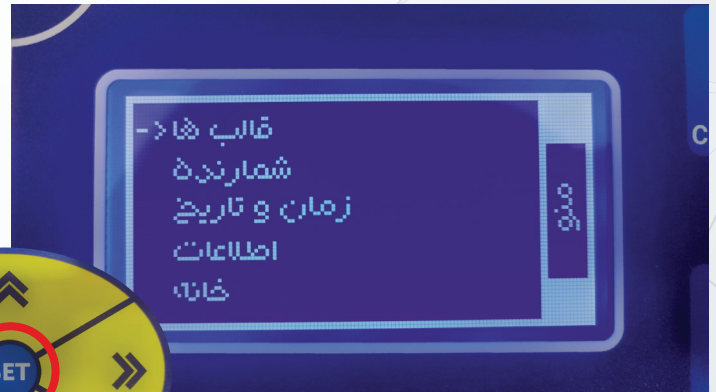 ->قالب ها
شمارنده
زمان و تاریخ
اطلاعات
خانه
منو
C
SET